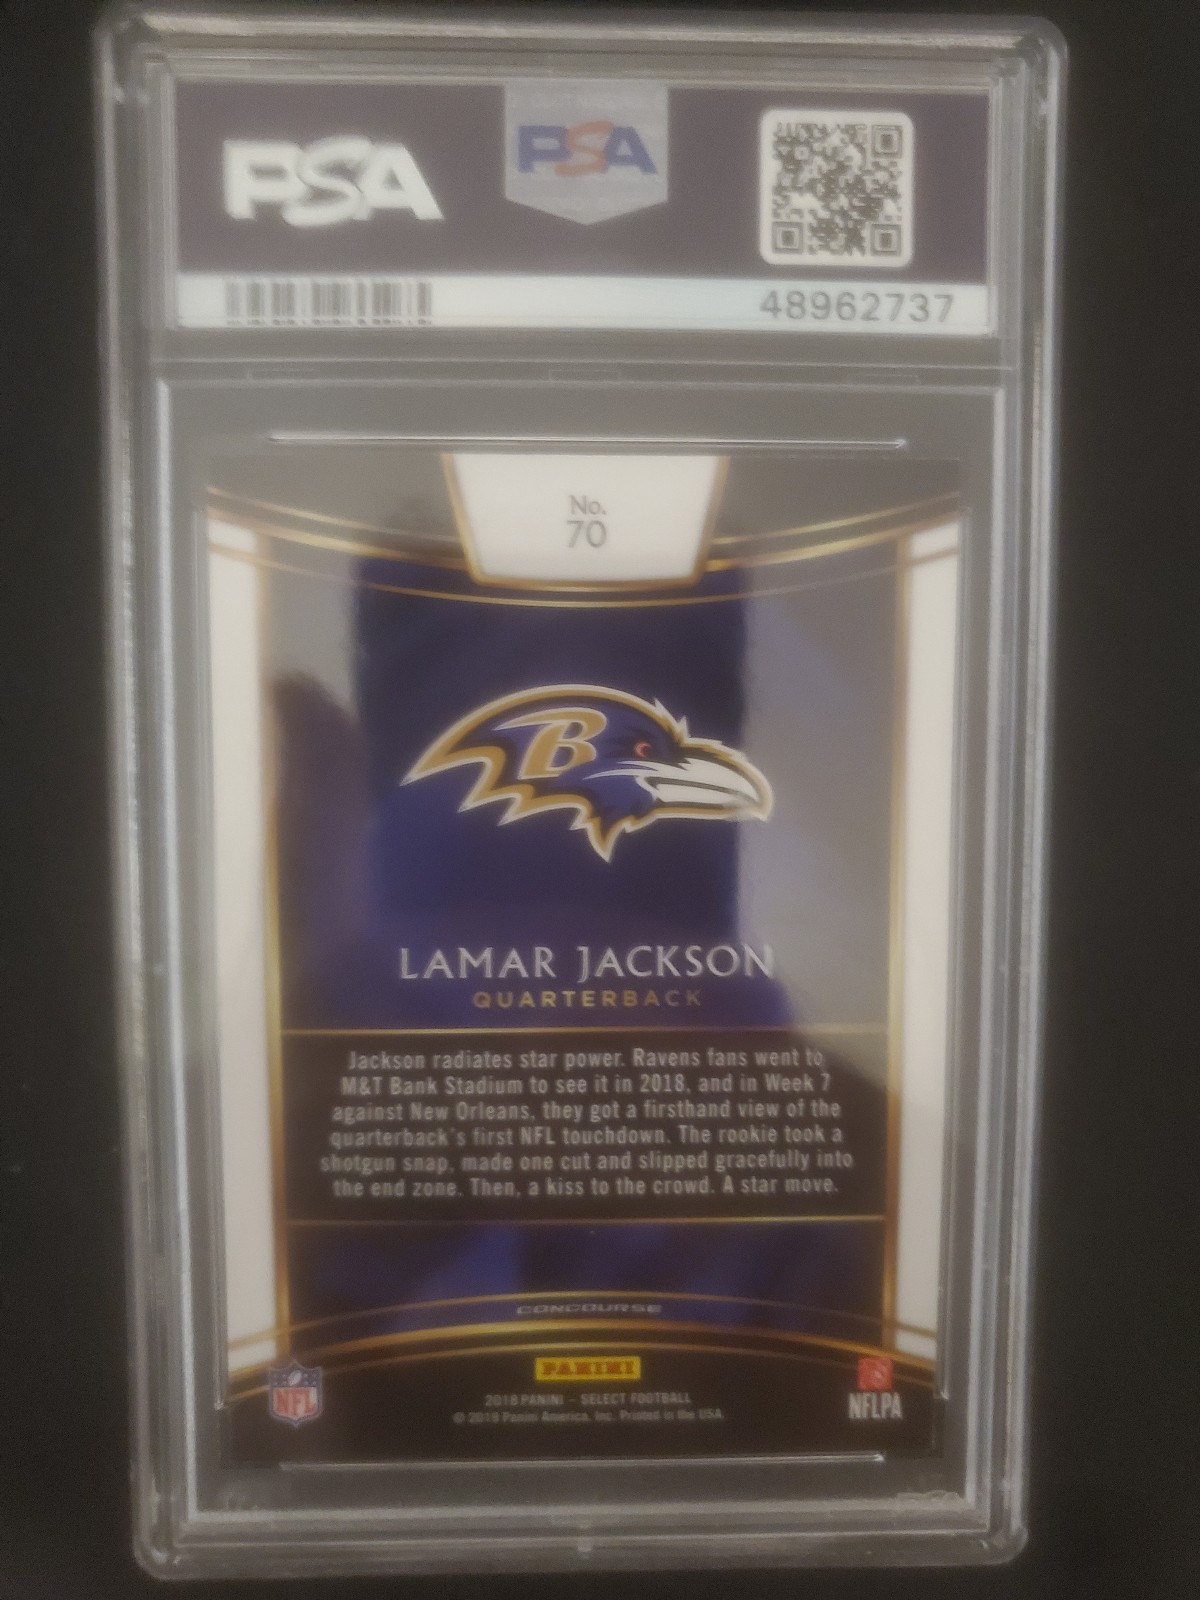 PSA
PSA
48962737
No.
70
B
LAMAR JACKSON
QUARTERBACK
Jackson radiates star power. Ravens fans went to
M&T Bank Stadium to see it in 2018, and in Week 7
against New Orleans, they got a firsthand view of the
quarterback's first NFL touchdown. The rookie took a
shotgun snap, made one cut and slipped gracefully into
the end zone. Then, a kiss to the crowd. A star move.
CONCOURSE
PANINI
NFL
2018 PANINI – SELECT FOOTBALL
© 2019 Panini America, Inc. Printed in the USA.
NFLPA
PSA